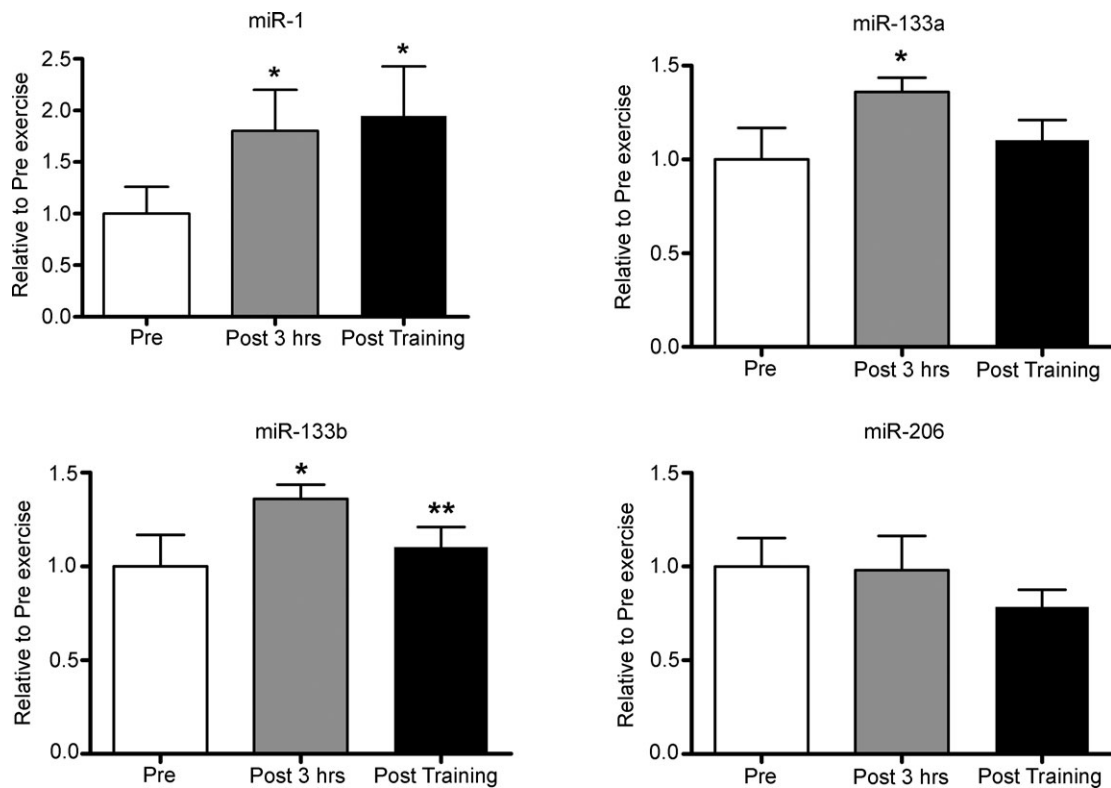 miR-1
Relative to Pre exercise
2.5
2.0
1.5
1.0
0.5
0.0
*
*
Pre
Post 3 hrs
Post Training
miR-133a
Relative to Pre exercise
1.5
1.0
0.5
0.0
*
Pre
Post 3 hrs
Post Training
miR-133b
Relative to Pre exercise
1.5
1.0
0.5
0.0
*
**
Pre
Post 3 hrs
Post Training
miR-206
Relative to Pre exercise
1.5
1.0
0.5
0.0
Pre
Post 3 hrs
Post Training